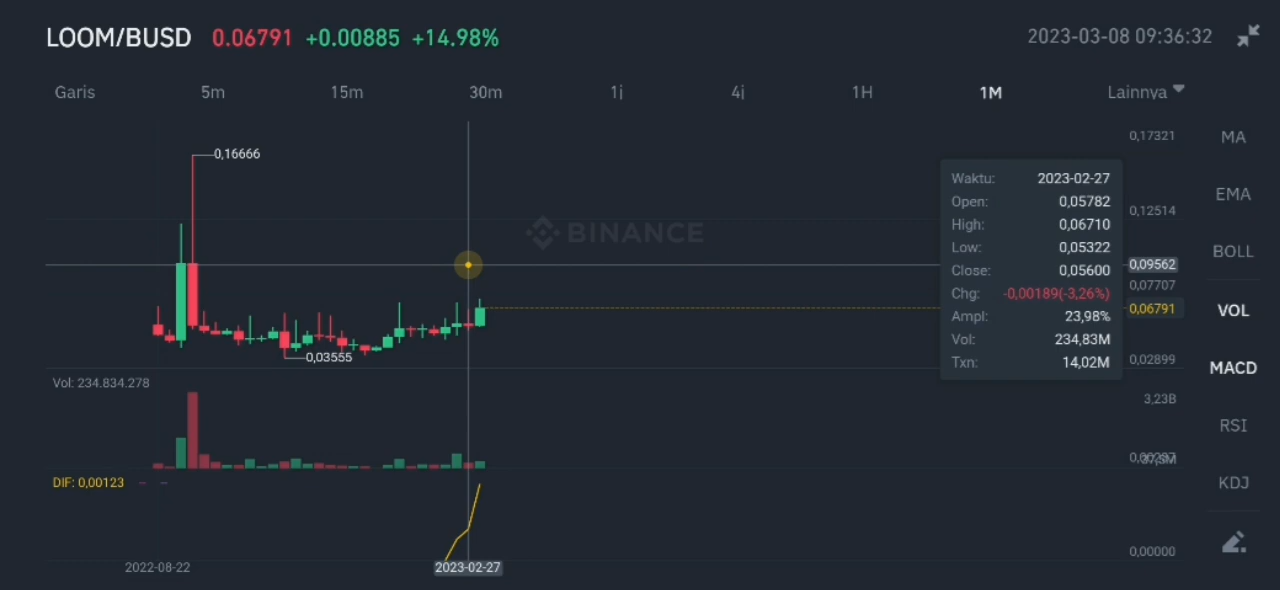 LOOM/BUSD 0.06791 +0.00885 +14.98% 2023-03-08 09:36:32
Garis 5m 15m 30m 1j 4j 1H 1M Lainnya
0,16666
0,17321
MA
Waktu: 2023-02-27
Open: 0,05782
0,12514
EMA
High: 0,06710
BINANCE
Low: 0,05322
BOLL
Close: 0,05600
0,09562
0,07707
Chg: -0,00189(-3,26%)
0,06791
VOL
Ampl: 23,98%
Vol: 234,83M
Txn: 14,02M
0,03555
0,02899
MACD
Vol: 234.834.278
3,23B
RSI
DIF: 0,00123 – –
KDJ
0,00000
2022-08-22 2023-02-27